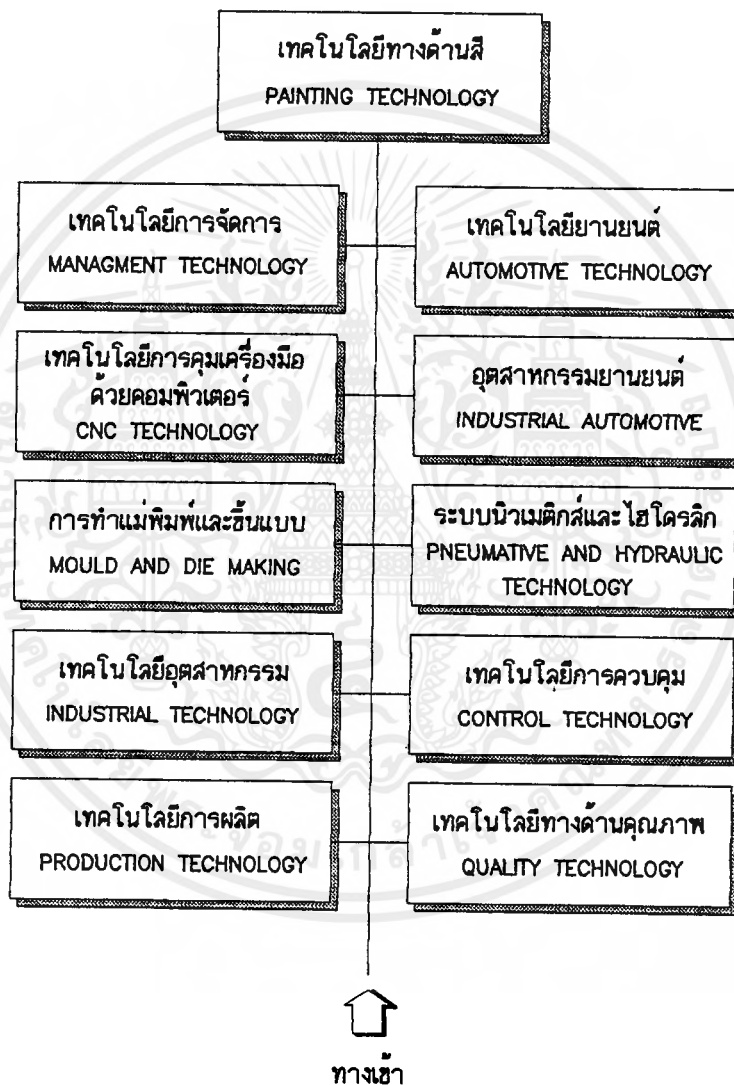 เทคโนโลยีทางด้านสี
PAINTING TECHNOLOGY
เทคโนโลยีการจัดการ
MANAGMENT TECHNOLOGY
เทคโนโลยียานยนต์
AUTOMOTIVE TECHNOLOGY
เทคโนโลยีการคุมเครื่องมือ
ด้วยคอมพิวเตอร์
CNC TECHNOLOGY
อุตสาหกรรมยานยนต์
INDUSTRIAL AUTOMOTIVE
การทำแม่พิมพ์และขึ้นแบบ
MOULD AND DIE MAKING
ระบบนิวเมติกส์และไฮโดรลิก
PNEUMATIVE AND HYDRAULIC
TECHNOLOGY
เทคโนโลยีอุตสาหกรรม
INDUSTRIAL TECHNOLOGY
เทคโนโลยีการควบคุม
CONTROL TECHNOLOGY
เทคโนโลยีการผลิต
PRODUCTION TECHNOLOGY
เทคโนโลยีทางด้านคุณภาพ
QUALITY TECHNOLOGY
ทางเข้า